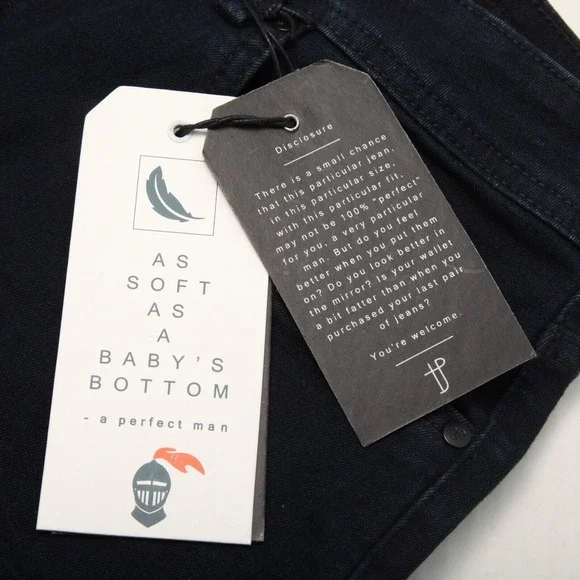 AS
SOFT
AS
A
BABY'S
BOTTOM
- a perfect man
Disclosure
There is a small chance
that this particular jean,
in this particular size,
with this particular fit,
may not be 100% "perfect"
for you, a very particular
man. But do you feel
better when you put them
on? Do you look better in
the mirror? Is your wallet
a bit fatter than when you
purchased your last pair
of jeans?
You're welcome.